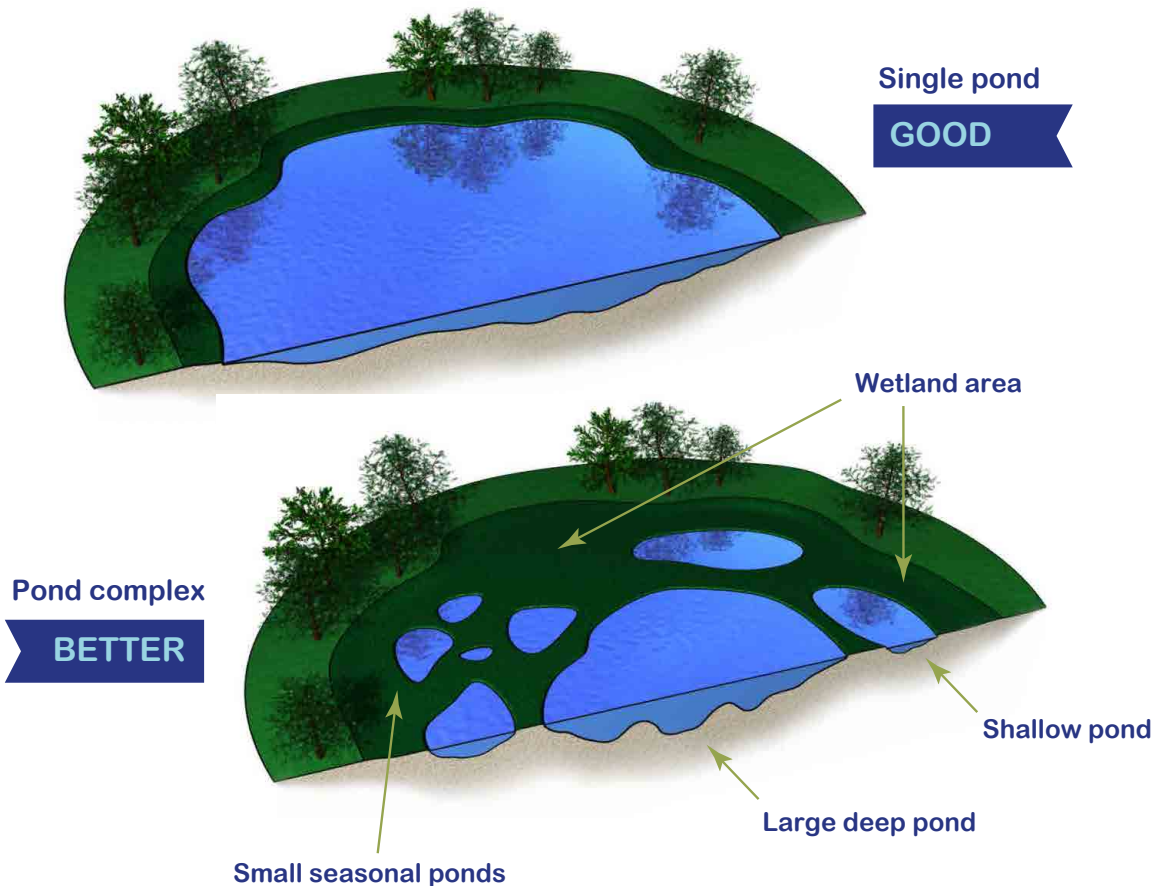 Single pond
GOOD
Wetland area
Pond complex
BETTER
Shallow pond
Large deep pond
Small seasonal ponds